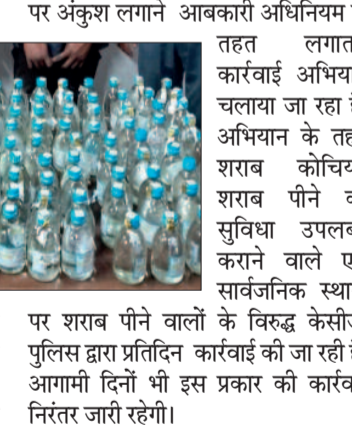 पर अंकुश लगाने आबकारी अधिनियम
तहत
कार्रवाई
चलाया जा रहा
अभियान के
शराब
शराब पीने
सुविधा
कराने वाले
सार्वजनिक
पर शराब पीने वालों के विरुद्ध
पुलिस द्वारा प्रतिदिन कार्रवाई की जा रही
आगामी दिनों भी इस प्रकार की
निरंतर जारी रहेगी।